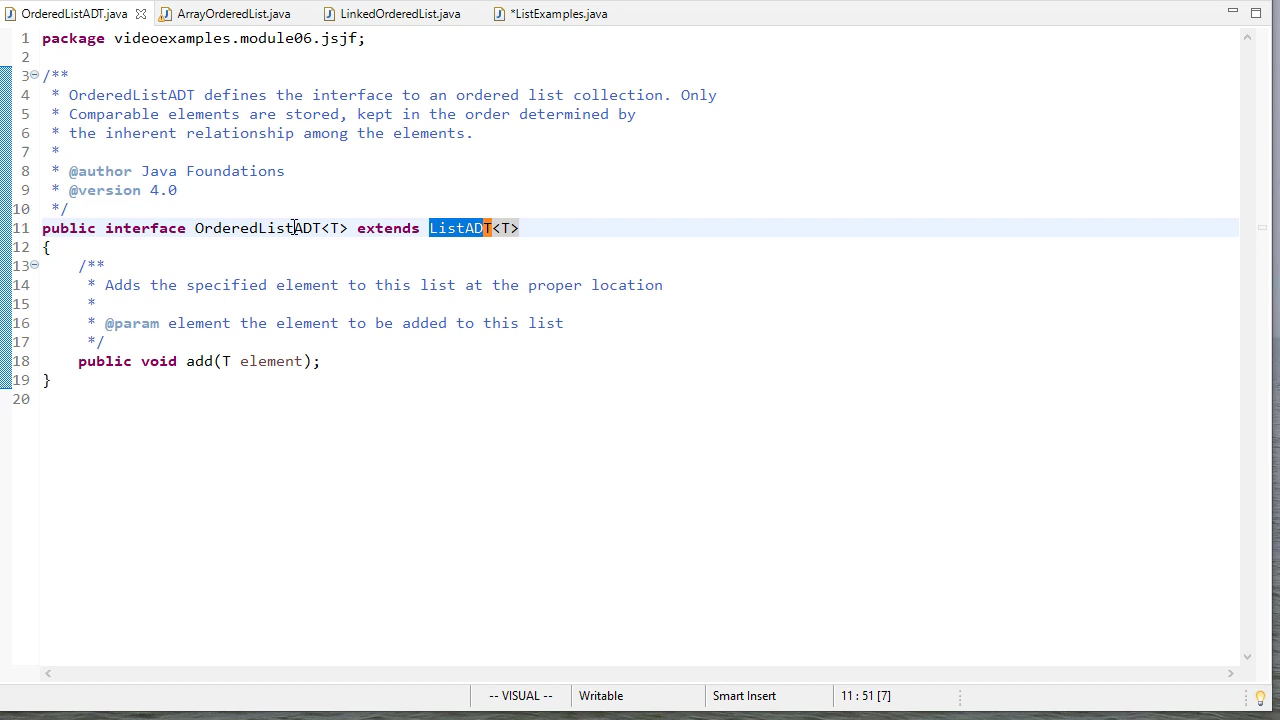 OrderedListADT.java ArrayOrderedList.java LinkedOrderedList.java *ListExamples.java
1 package videoexamples.module06.jsjf;
2
3 /**
4 * OrderedListADT defines the interface to an ordered list collection. Only
5 * Comparable elements are stored, kept in the order determined by
6 * the inherent relationship among the elements.
7 *
8 * @author Java Foundations
9 * @version 4.0
10 */
11 public interface OrderedListADT<T> extends ListADT<T>
12 {
13 /**
14 * Adds the specified element to this list at the proper location
15 *
16 * @param element the element to be added to this list
17 */
18 public void add(T element);
19 }
20
-- VISUAL -- Writable Smart Insert 11 : 51 [7]